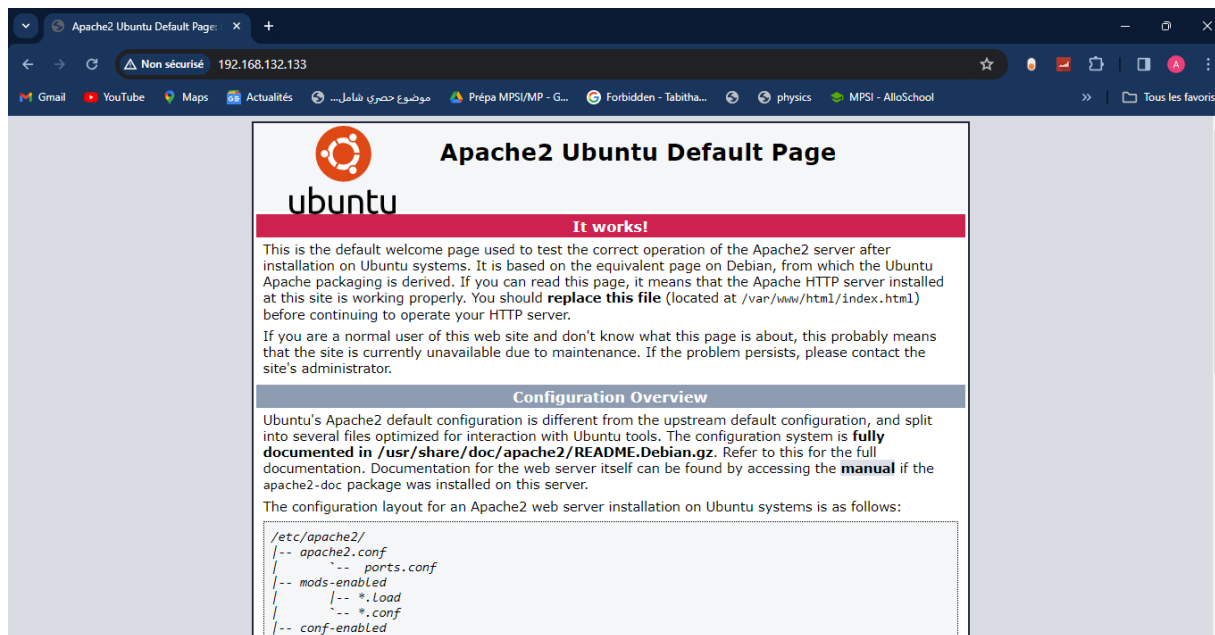 Apache2 Ubuntu Default Page:
Non sécurisé 192.168.132.133
A
Gmail YouTube Maps Actualités موضوع حصري شامل... Prépa MPSI/MP - G... Forbidden - Tabitha... physics MPSI - AlloSchool » Tous les favoris
ubuntu
Apache2 Ubuntu Default Page
It works!
This is the default welcome page used to test the correct operation of the Apache2 server after
installation on Ubuntu systems. It is based on the equivalent page on Debian, from which the Ubuntu
Apache packaging is derived. If you can read this page, it means that the Apache HTTP server installed
at this site is working properly. You should replace this file (located at /var/www/html/index.html)
before continuing to operate your HTTP server.
If you are a normal user of this web site and don't know what this page is about, this probably means
that the site is currently unavailable due to maintenance. If the problem persists, please contact the
site's administrator.
Configuration Overview
Ubuntu's Apache2 default configuration is different from the upstream default configuration, and split
into several files optimized for interaction with Ubuntu tools. The configuration system is fully
documented in /usr/share/doc/apache2/README.Debian.gz. Refer to this for the full
documentation. Documentation for the web server itself can be found by accessing the manual if the
apache2-doc package was installed on this server.
The configuration layout for an Apache2 web server installation on Ubuntu systems is as follows:
/etc/apache2/
|-- apache2.conf
|       `--  ports.conf
|-- mods-enabled
|       |-- *.load
|       `-- *.conf
|-- conf-enabled